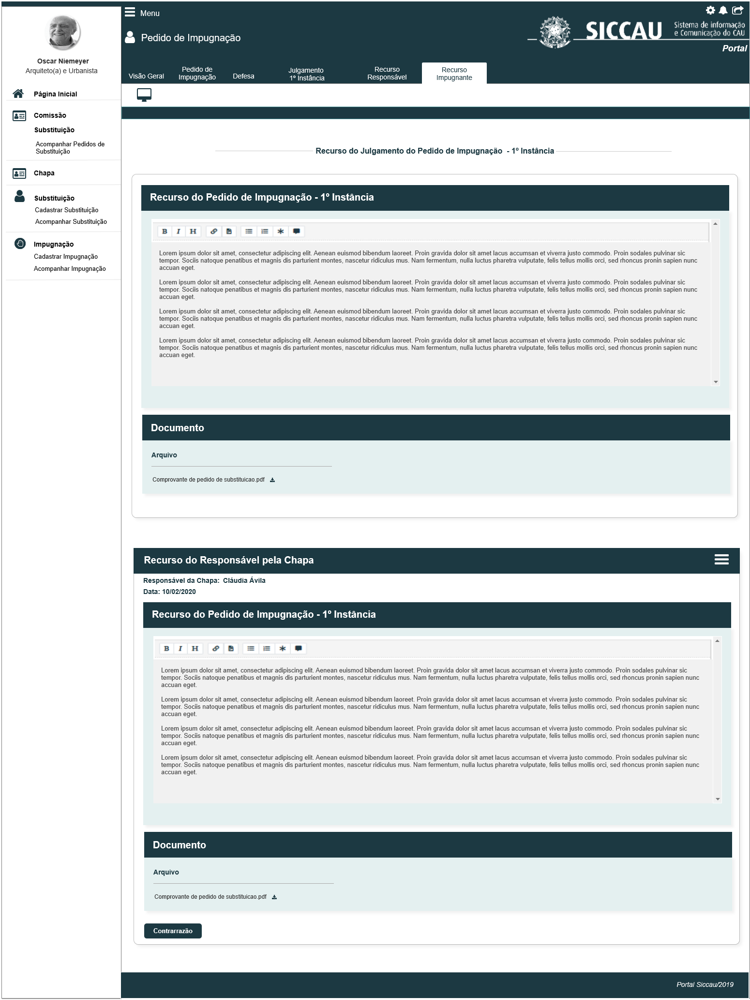 Menu
Pedido de Impugnação
SICCAU
Sistema de informação
e Comunicação do CAU
Portal
Oscar Niemeyer
Arquiteto(a) e Urbanista
Página Inicial
Comissão
Substituição
Acompanhar Pedidos de
Substituição
Chapa
Substituição
Cadastrar Substituição
Acompanhar Substituição
Impugnação
Cadastrar Impugnação
Acompanhar Impugnação
Visão Geral
Pedido de
Impugnação
Defesa
Julgamento
1º Instância
Recurso
Responsável
Recurso
Impugnante
Recurso do Julgamento do Pedido de Impugnação - 1º Instância
Recurso do Pedido de Impugnação - 1º Instância
B I H
Lorem ipsum dolor sit amet, consectetur adipiscing elit. Aenean euismod bibendum laoreet. Proin gravida dolor sit amet lacus accumsan et viverra justo commodo. Proin sodales pulvinar sic
tempor. Sociis natoque penatibus et magnis dis parturient montes, nascetur ridiculus mus. Nam fermentum, nulla luctus pharetra vulputate, felis tellus mollis orci, sed rhoncus pronin sapien nunc
accuan eget.
Lorem ipsum dolor sit amet, consectetur adipiscing elit. Aenean euismod bibendum laoreet. Proin gravida dolor sit amet lacus accumsan et viverra justo commodo. Proin sodales pulvinar sic
tempor. Sociis natoque penatibus et magnis dis parturient montes, nascetur ridiculus mus. Nam fermentum, nulla luctus pharetra vulputate, felis tellus mollis orci, sed rhoncus pronin sapien nunc
accuan eget.
Lorem ipsum dolor sit amet, consectetur adipiscing elit. Aenean euismod bibendum laoreet. Proin gravida dolor sit amet lacus accumsan et viverra justo commodo. Proin sodales pulvinar sic
tempor. Sociis natoque penatibus et magnis dis parturient montes, nascetur ridiculus mus. Nam fermentum, nulla luctus pharetra vulputate, felis tellus mollis orci, sed rhoncus pronin sapien nunc
accuan eget.
Lorem ipsum dolor sit amet, consectetur adipiscing elit. Aenean euismod bibendum laoreet. Proin gravida dolor sit amet lacus accumsan et viverra justo commodo. Proin sodales pulvinar sic
tempor. Sociis natoque penatibus et magnis dis parturient montes, nascetur ridiculus mus. Nam fermentum, nulla luctus pharetra vulputate, felis tellus mollis orci, sed rhoncus pronin sapien nunc
accuan eget.
Documento
Arquivo
Comprovante de pedido de substituicao.pdf
Recurso do Responsável pela Chapa
Responsável da Chapa: Cláudia Ávila
Data: 10/02/2020
Recurso do Pedido de Impugnação - 1º Instância
B I H
Lorem ipsum dolor sit amet, consectetur adipiscing elit. Aenean euismod bibendum laoreet. Proin gravida dolor sit amet lacus accumsan et viverra justo commodo. Proin sodales pulvinar sic
tempor. Sociis natoque penatibus et magnis dis parturient montes, nascetur ridiculus mus. Nam fermentum, nulla luctus pharetra vulputate, felis tellus mollis orci, sed rhoncus pronin sapien nunc
accuan eget.
Lorem ipsum dolor sit amet, consectetur adipiscing elit. Aenean euismod bibendum laoreet. Proin gravida dolor sit amet lacus accumsan et viverra justo commodo. Proin sodales pulvinar sic
tempor. Sociis natoque penatibus et magnis dis parturient montes, nascetur ridiculus mus. Nam fermentum, nulla luctus pharetra vulputate, felis tellus mollis orci, sed rhoncus pronin sapien nunc
accuan eget.
Lorem ipsum dolor sit amet, consectetur adipiscing elit. Aenean euismod bibendum laoreet. Proin gravida dolor sit amet lacus accumsan et viverra justo commodo. Proin sodales pulvinar sic
tempor. Sociis natoque penatibus et magnis dis parturient montes, nascetur ridiculus mus. Nam fermentum, nulla luctus pharetra vulputate, felis tellus mollis orci, sed rhoncus pronin sapien nunc
accuan eget.
Lorem ipsum dolor sit amet, consectetur adipiscing elit. Aenean euismod bibendum laoreet. Proin gravida dolor sit amet lacus accumsan et viverra justo commodo. Proin sodales pulvinar sic
tempor. Sociis natoque penatibus et magnis dis parturient montes, nascetur ridiculus mus. Nam fermentum, nulla luctus pharetra vulputate, felis tellus mollis orci, sed rhoncus pronin sapien nunc
accuan eget.
Documento
Arquivo
Comprovante de pedido de substituicao.pdf
Contrarrazão
Portal Siccau/2019